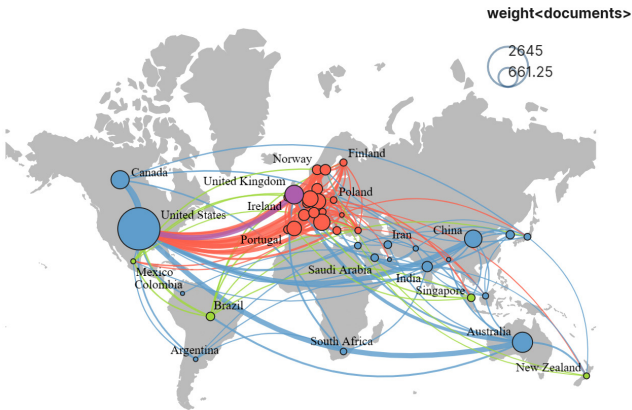 weight<documents>
2645
661.25
Norway
Finland
Canada
United Kingdom
Poland
Ireland
United States
Portugal
China
Iran
Mexico
Saudi Arabia
India
Colombia
Singapore
Brazil
Australia
South Africa
Argentina
New Zealand